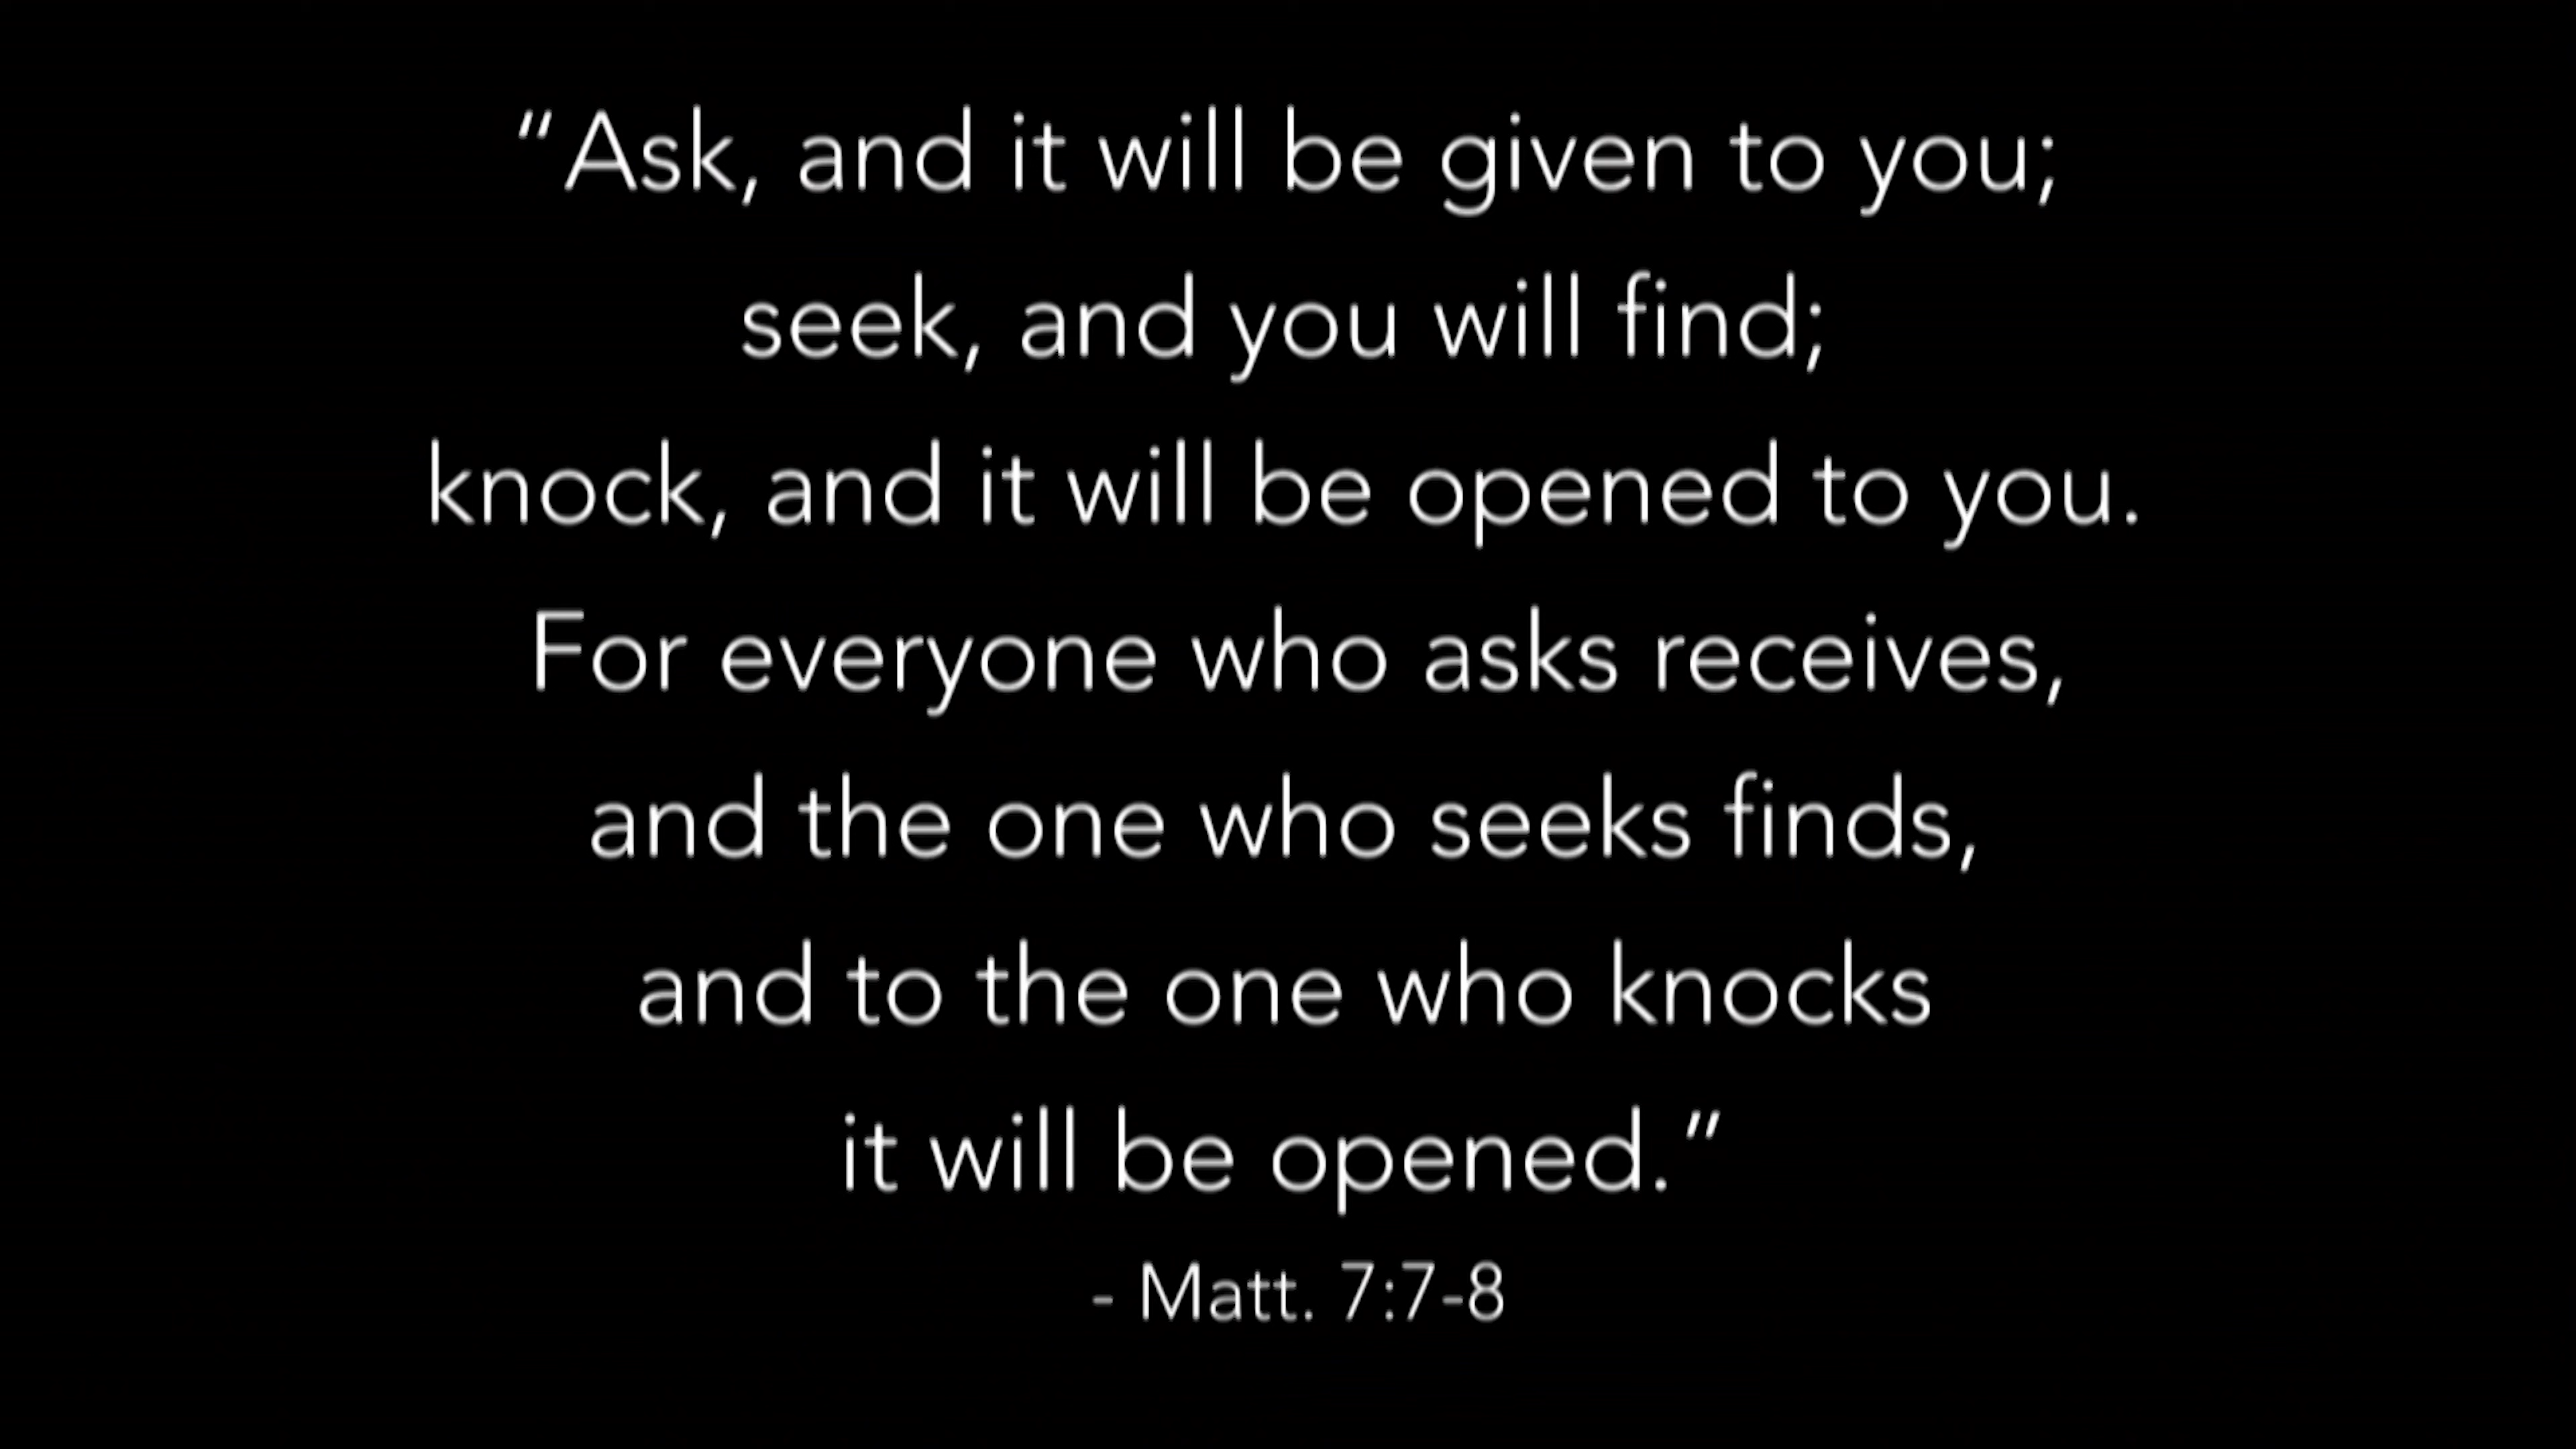 “Ask, and it will be given to you;
seek, and you will find;
knock, and it will be opened to you.
For everyone who asks receives,
and the one who seeks finds,
and to the one who knocks
it will be opened.”
- Matt. 7:7-8